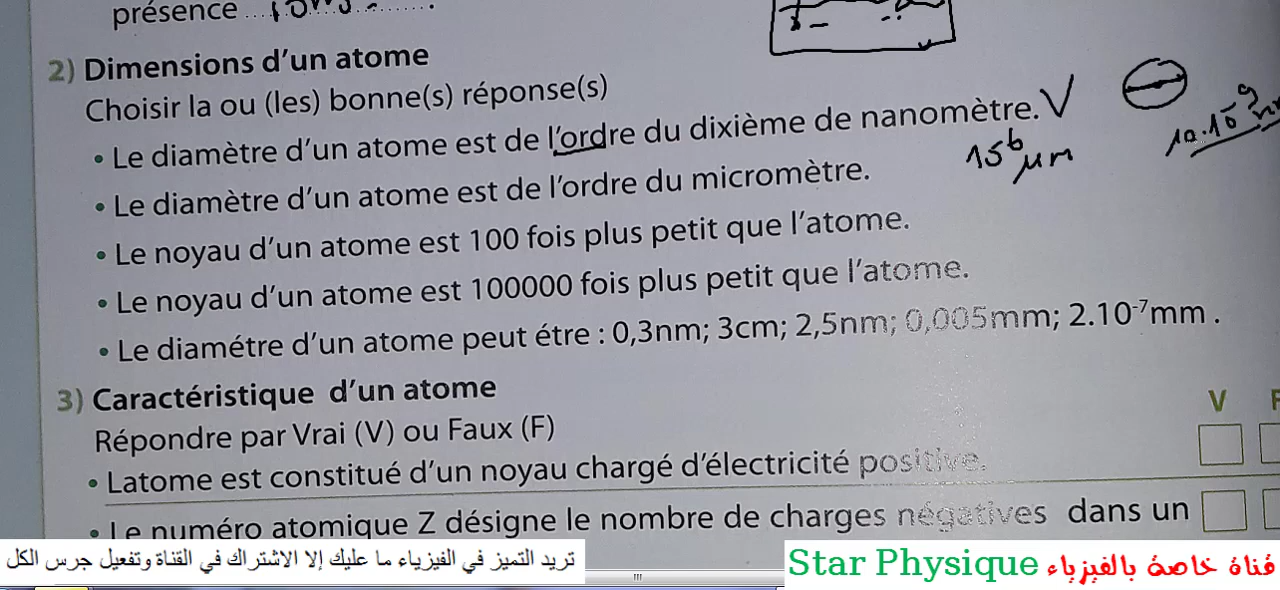 présence
2) Dimensions d'un atome
Choisir la ou (les) bonne(s) réponse(s)
• Le diamètre d'un atome est de l'ordre du dixième de nanomètre. V
10.10⁻⁹
• Le diamètre d'un atome est de l'ordre du micromètre.
μm
• Le noyau d'un atome est 100 fois plus petit que l'atome.
• Le noyau d'un atome est 100000 fois plus petit que l'atome.
• Le diamétre d'un atome peut étre : 0,3nm; 3cm; 2,5nm; 0,005mm; 2.10⁻⁷mm .
3) Caractéristique d'un atome
V F
Répondre par Vrai (V) ou Faux (F)
• Latome est constitué d'un noyau chargé d'électricité positive.
• Le numéro atomique Z désigne le nombre de charges négatives dans un
تريد التميز في الفيزياء ما عليك إلا الاشتراك في القناة وتفعيل جرس الكل
Star Physique قناة خاصة بالفيزياء